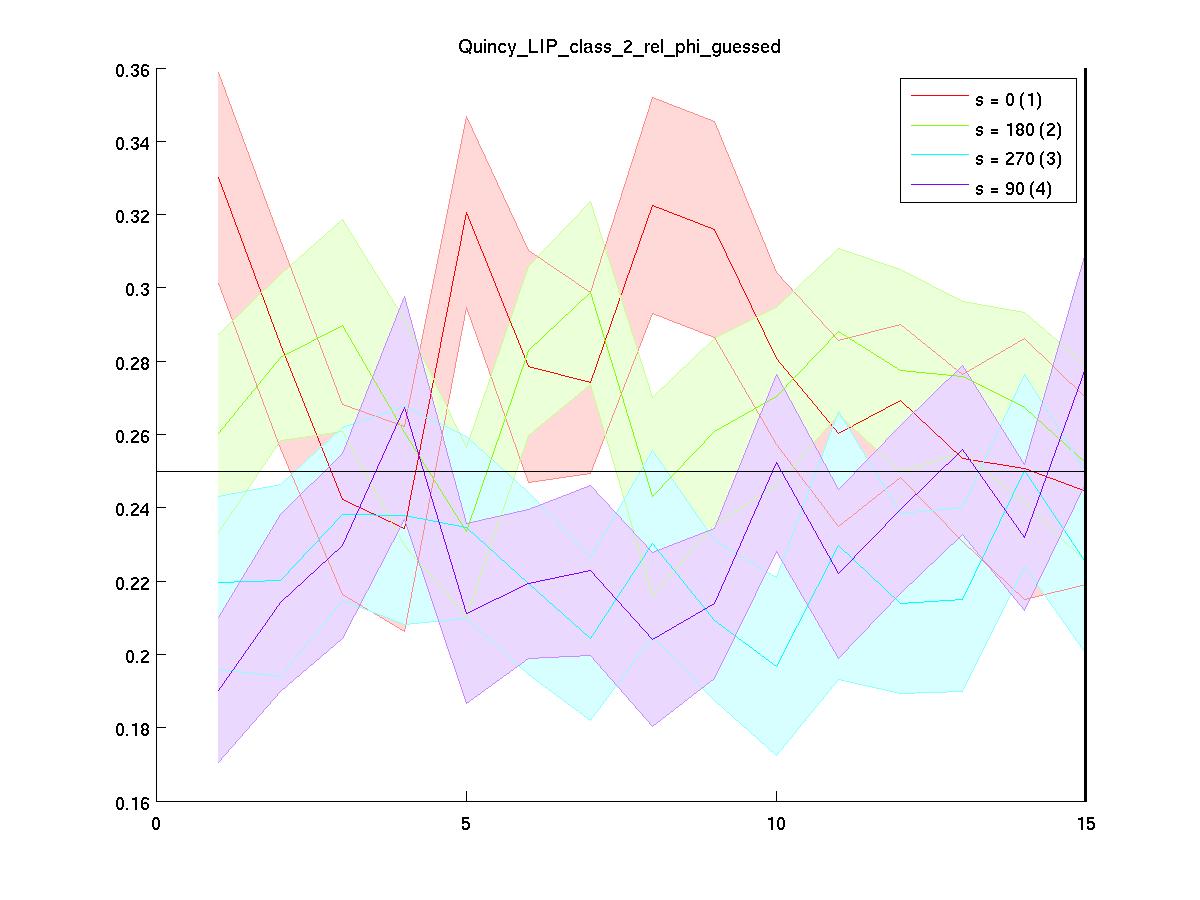 Quincy_LIP_class_2_rel_phi_guessed
0.36
0.34
0.32
0.3
0.28
0.26
0.24
0.22
0.2
0.18
0.16
s = 0 (1)
s = 180 (2)
s = 270 (3)
s = 90 (4)
0 5 10 15